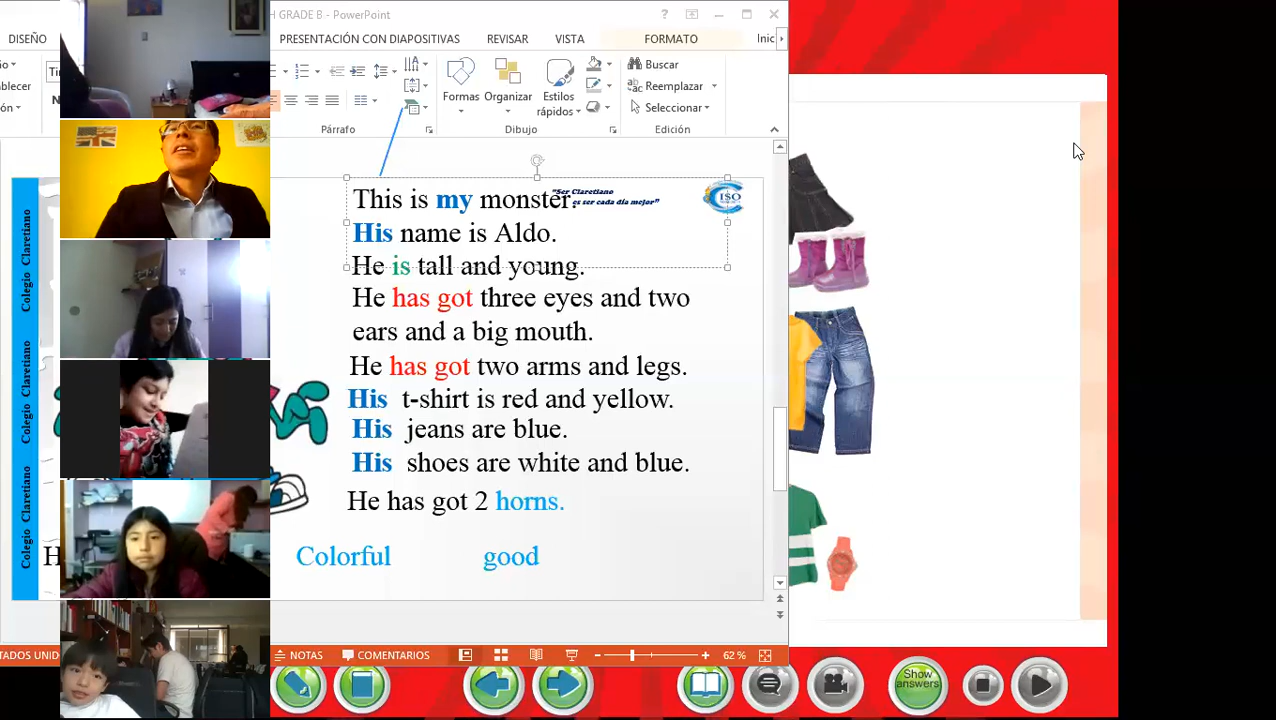 H GRADE B - PowerPoint
DISEÑO
PRESENTACIÓN CON DIAPOSITIVAS
REVISAR
VISTA
FORMATO
Inic
Formas
Organizar
Estilos
rápidos
Buscar
Reemplazar
Seleccionar
Párrafo
Dibujo
Edición
"Ser Claretiano
es ser cada día mejor"
This is my monster.
His name is Aldo.
He is tall and young.
He has got three eyes and two
ears and a big mouth.
He has got two arms and legs.
His t-shirt is red and yellow.
His jeans are blue.
His shoes are white and blue.
He has got 2 horns.
Colorful good
Colegio Claretiano
Colegio Claretiano
Colegio Claretiano
H
TADOS UNID
NOTAS
COMENTARIOS
62 %
Show
answers